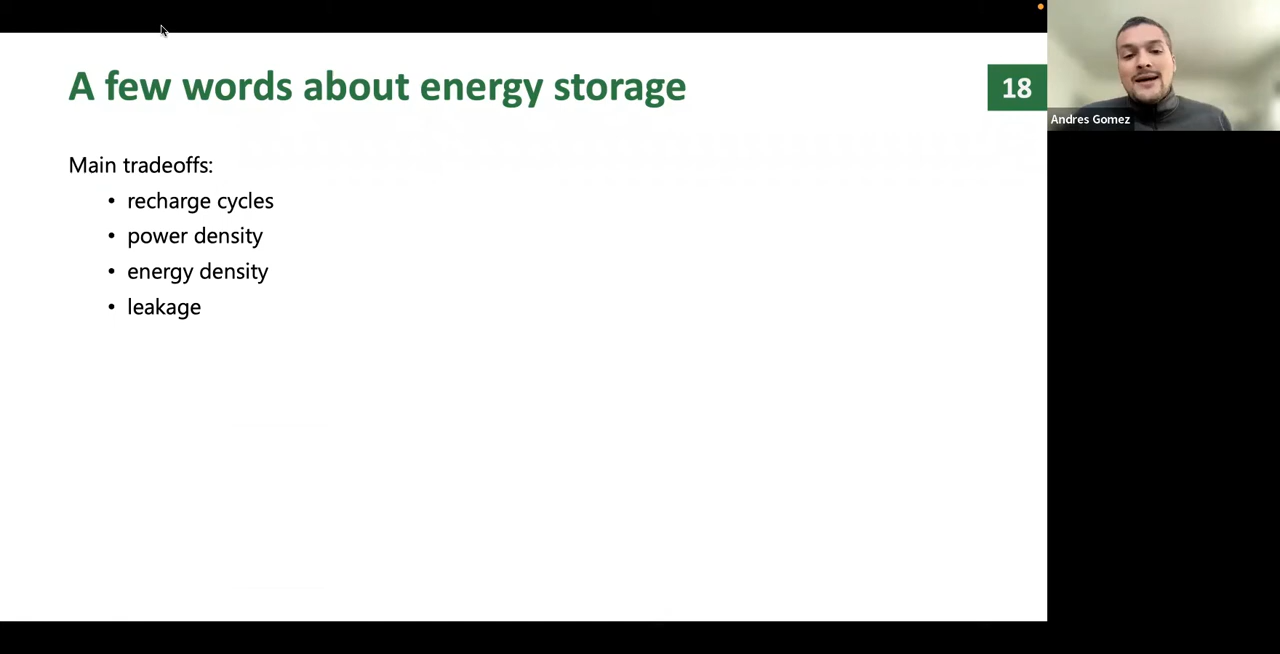 A few words about energy storage
18
Andres Gomez
Main tradeoffs:
• recharge cycles
• power density
• energy density
• leakage